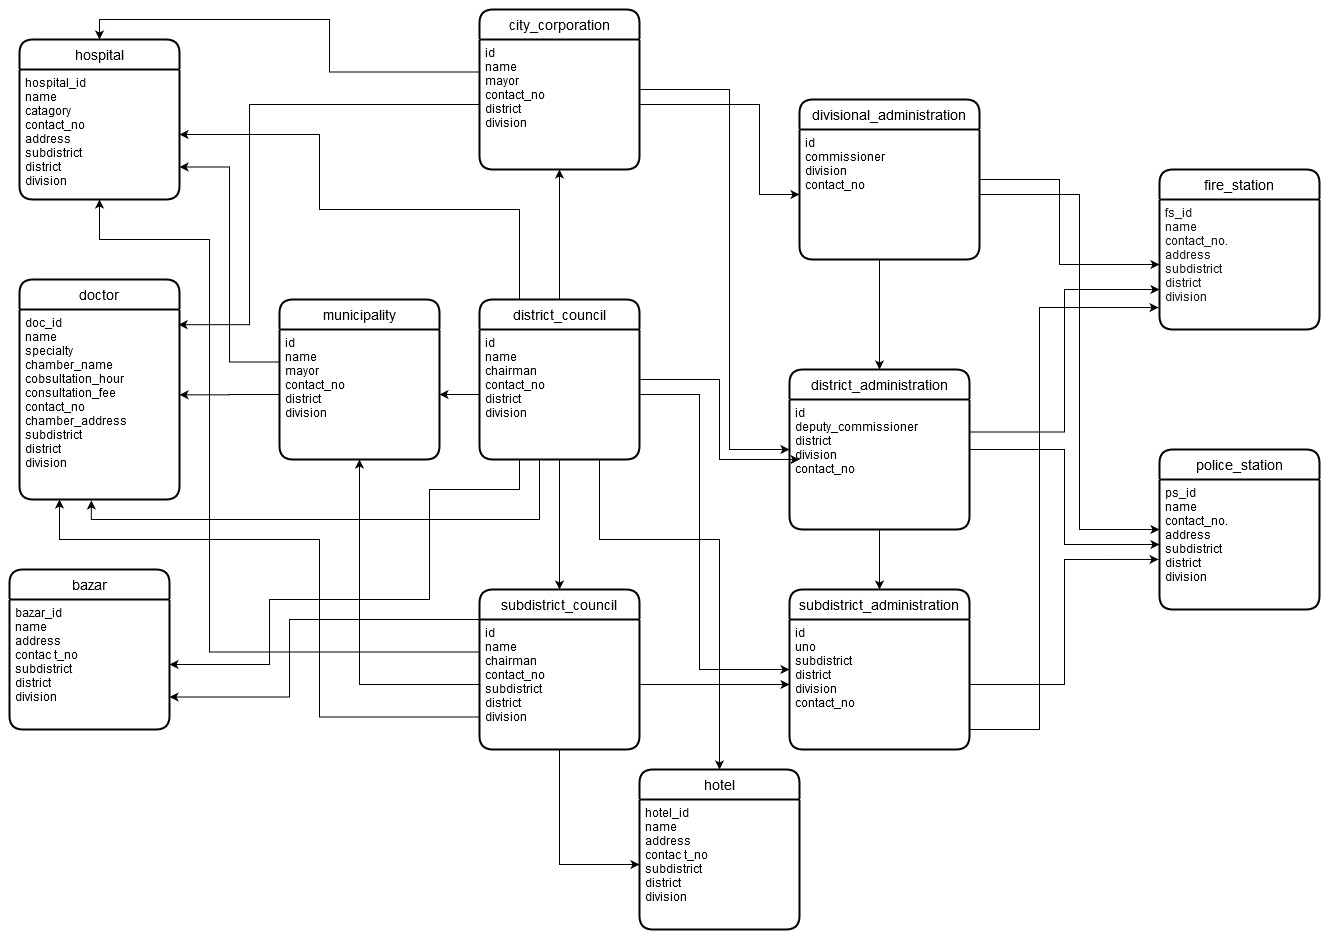 city_corporation
id
name
mayor
contact_no
district
division
hospital
hospital_id
name
catagory
contact_no
address
subdistrict
district
division
divisional_administration
id
commissioner
division
contact_no
fire_station
fs_id
name
contact_no.
address
subdistrict
district
division
doctor
doc_id
name
specialty
chamber_name
cobsultation_hour
consultation_fee
contact_no
chamber_address
subdistrict
district
division
municipality
id
name
mayor
contact_no
district
division
district_council
id
name
chairman
contact_no
district
division
district_administration
id
deputy_commissioner
district
division
contact_no
police_station
ps_id
name
contact_no.
address
subdistrict
district
division
bazar
bazar_id
name
address
contac t_no
subdistrict
district
division
subdistrict_council
id
name
chairman
contact_no
subdistrict
district
division
subdistrict_administration
id
uno
subdistrict
district
division
contact_no
hotel
hotel_id
name
address
contac t_no
subdistrict
district
division